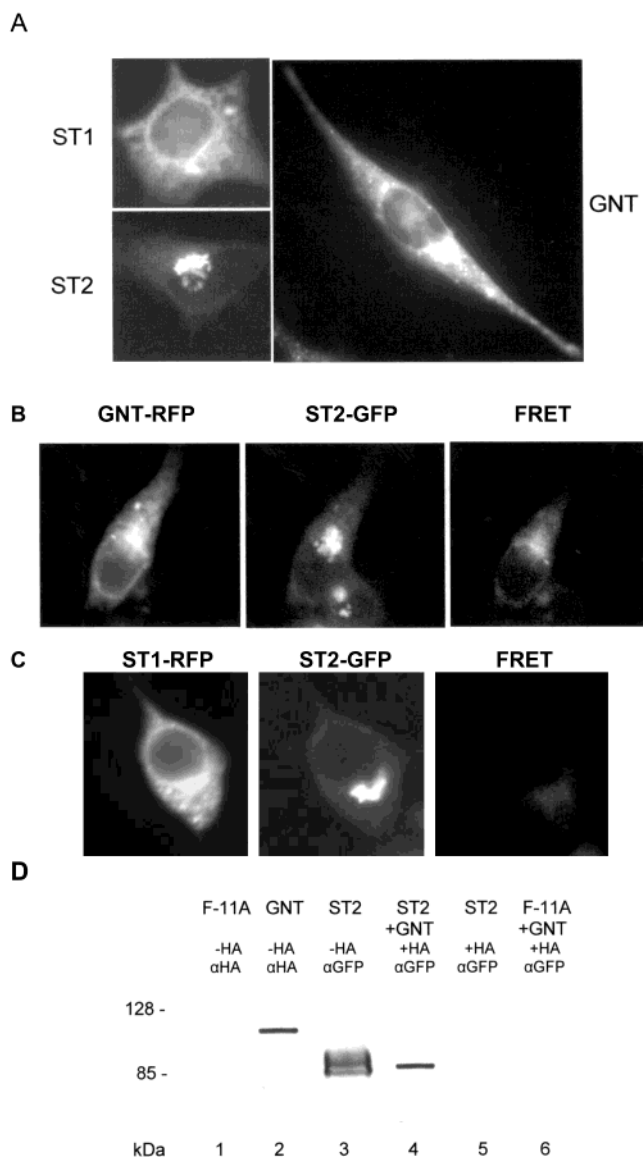 A
ST1
ST2
GNT
B
GNT-RFP ST2-GFP FRET
C
ST1-RFP ST2-GFP FRET
D
F-11A GNT ST2 ST2 ST2 F-11A
+GNT +GNT
-HA -HA -HA +HA +HA +HA
αHA αHA αGFP αGFP αGFP αGFP
128 -
85 -
kDa 1 2 3 4 5 6